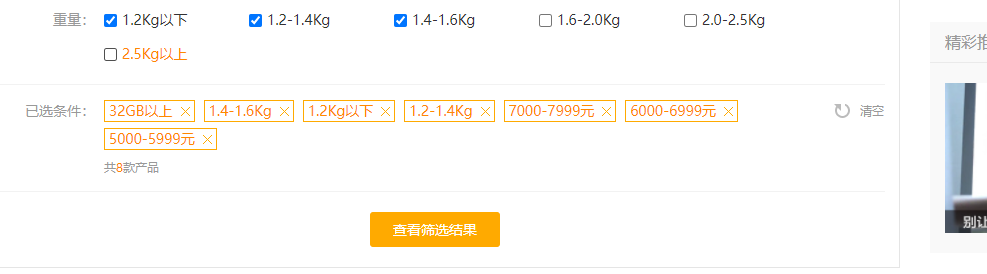 重量： 1.2Kg以下 1.2-1.4Kg 1.4-1.6Kg 1.6-2.0Kg 2.0-2.5Kg
2.5Kg以上
已选条件： 32GB以上 1.4-1.6Kg 1.2Kg以下 1.2-1.4Kg 7000-7999元 6000-6999元 清空
5000-5999元
共8款产品
查看筛选结果
精彩推
别让